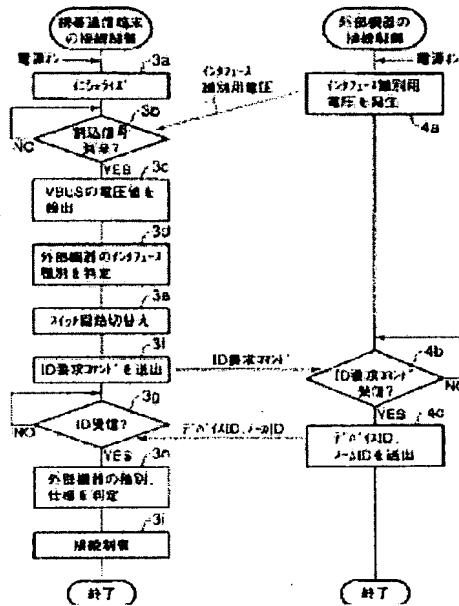 携帯通信端末
の接続制御
電源オン
イニシャライズ
3a
3b
割込信号
発生?
NO
YES
3c
VBUSの電圧値を
検出
3d
外部機器のインタフェース
種別を判定
3e
スイッチ回路切替え
3f
ID要求コマンドを送出
3g
ID受信?
NO
YES
3h
外部機器の種別、
仕様を判定
3i
接続制御
終了
インタフェース
識別用電圧
ID要求コマンド
デバイスID、メーカID
外部機器の
接続制御
電源オン
インタフェース識別用
電圧を発生
4a
4b
ID要求コマンド
受信?
NO
YES
4c
デバイスID、
メーカIDを送出
終了